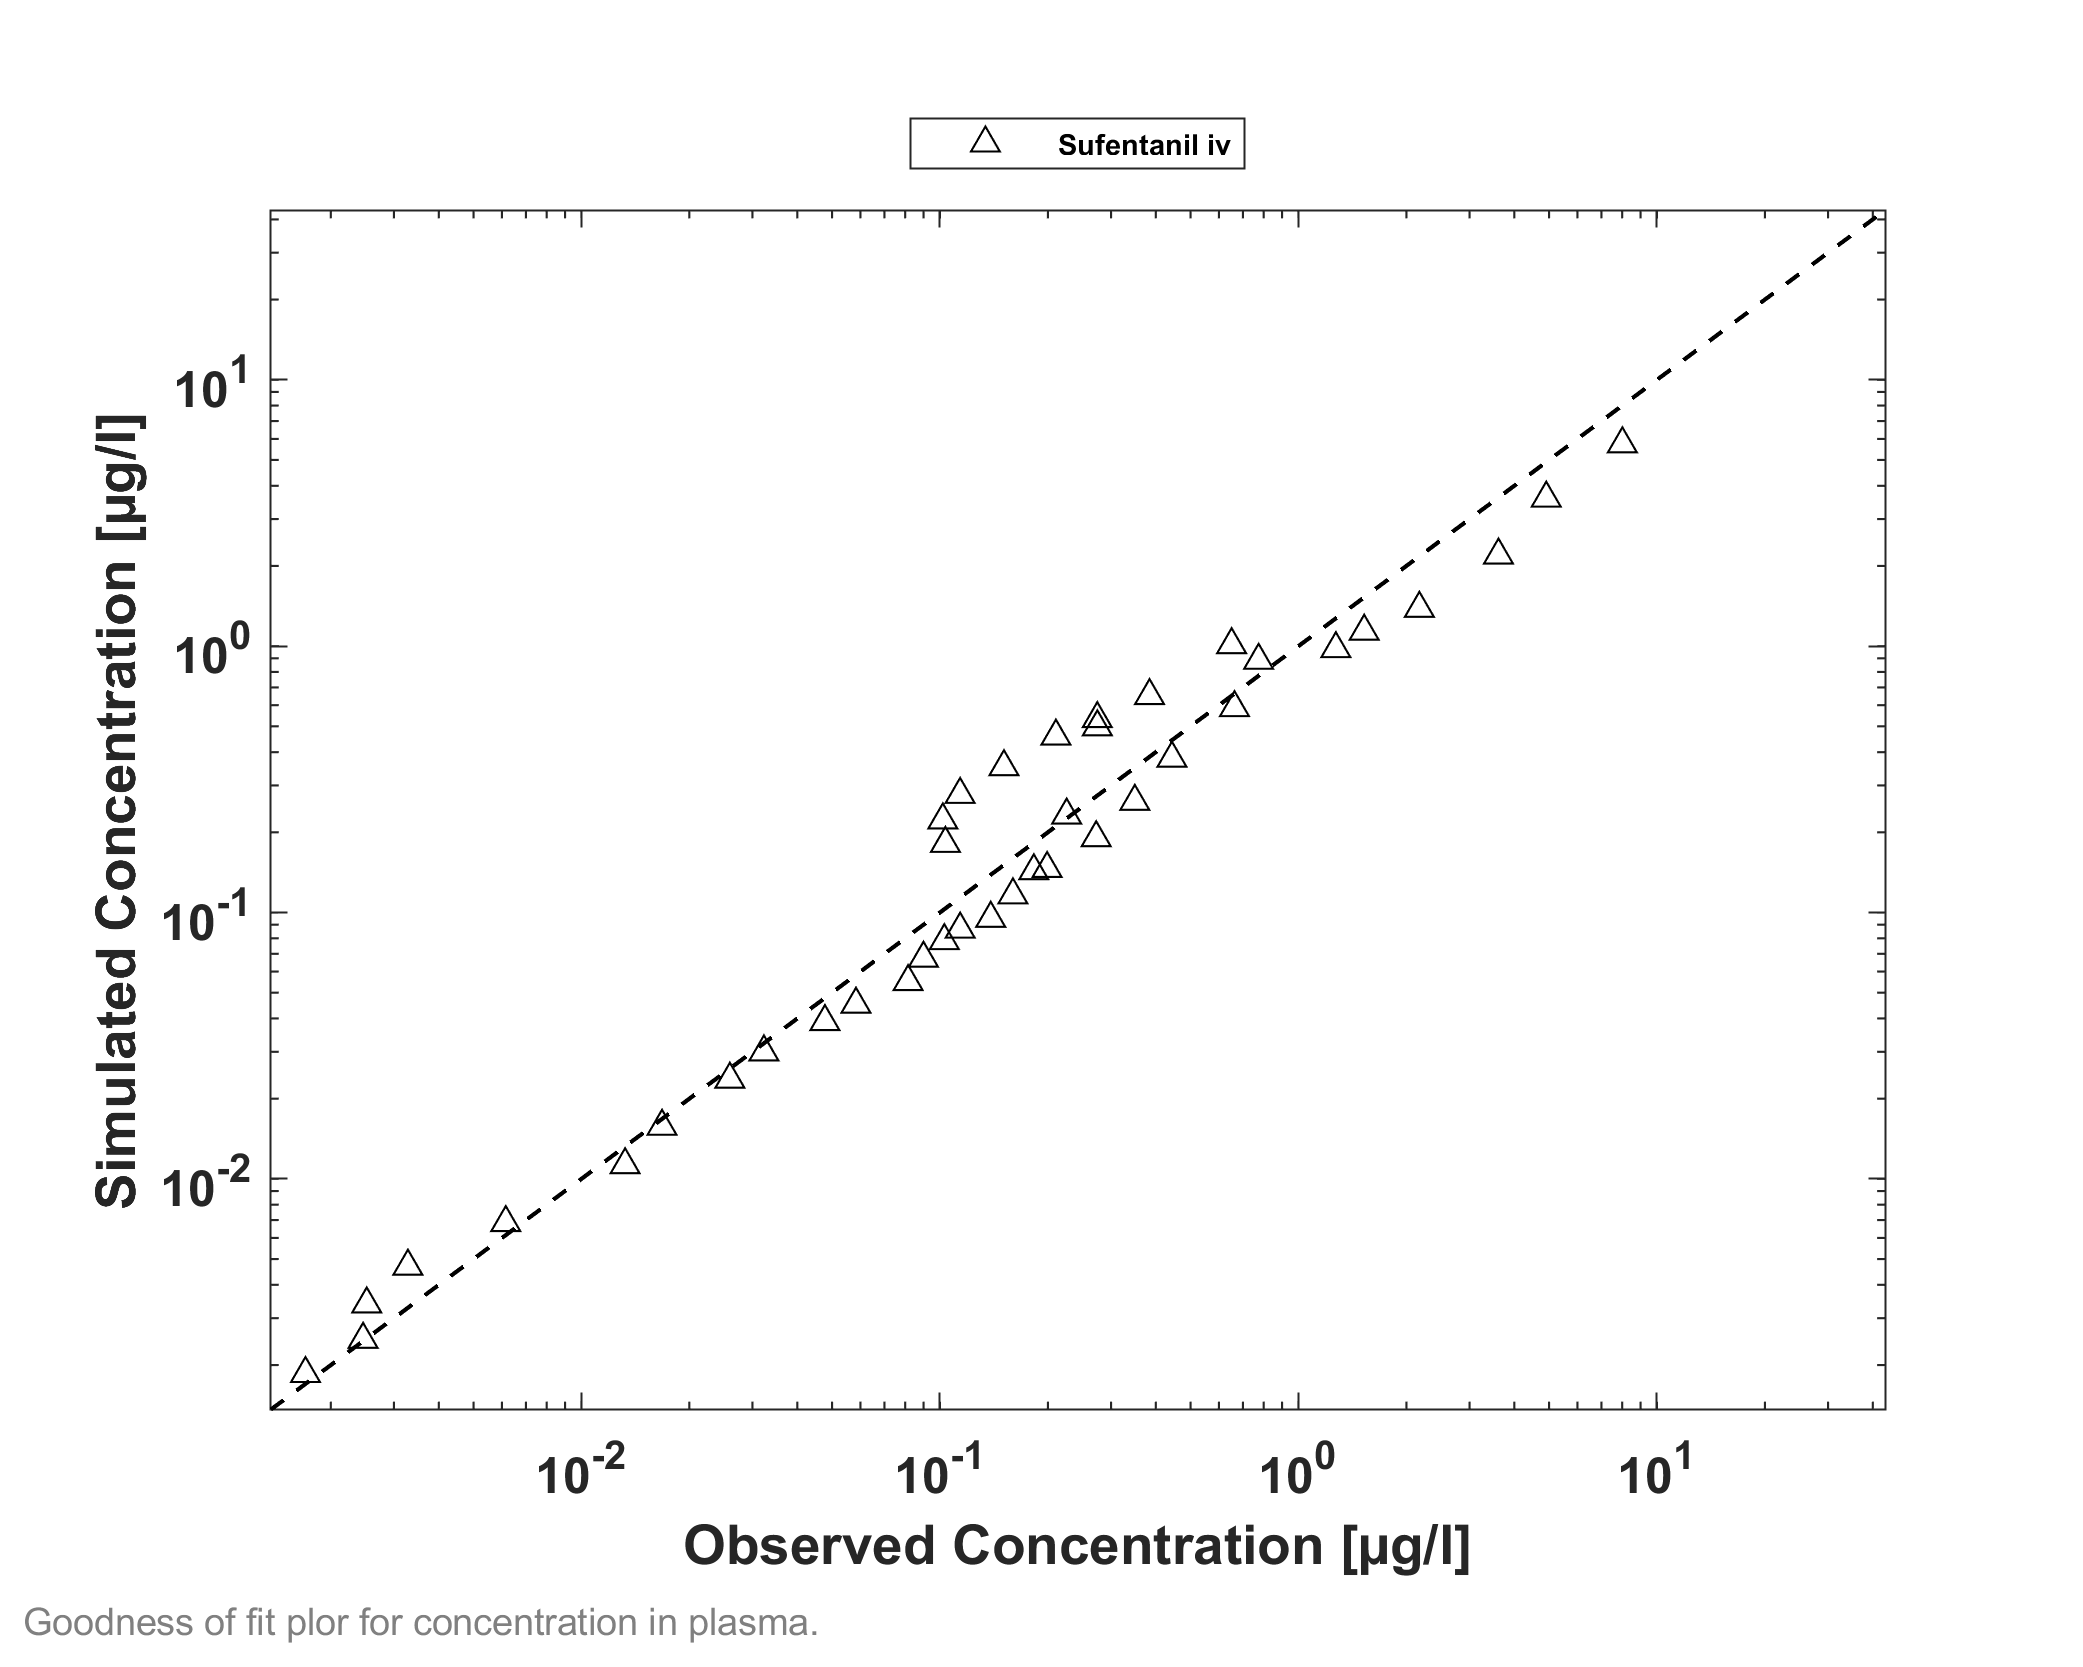 Sufentanil iv
10^1
10^0
10^-1
10^-2
Simulated Concentration [µg/l]
10^-2 10^-1 10^0 10^1
Observed Concentration [µg/l]
Goodness of fit plor for concentration in plasma.